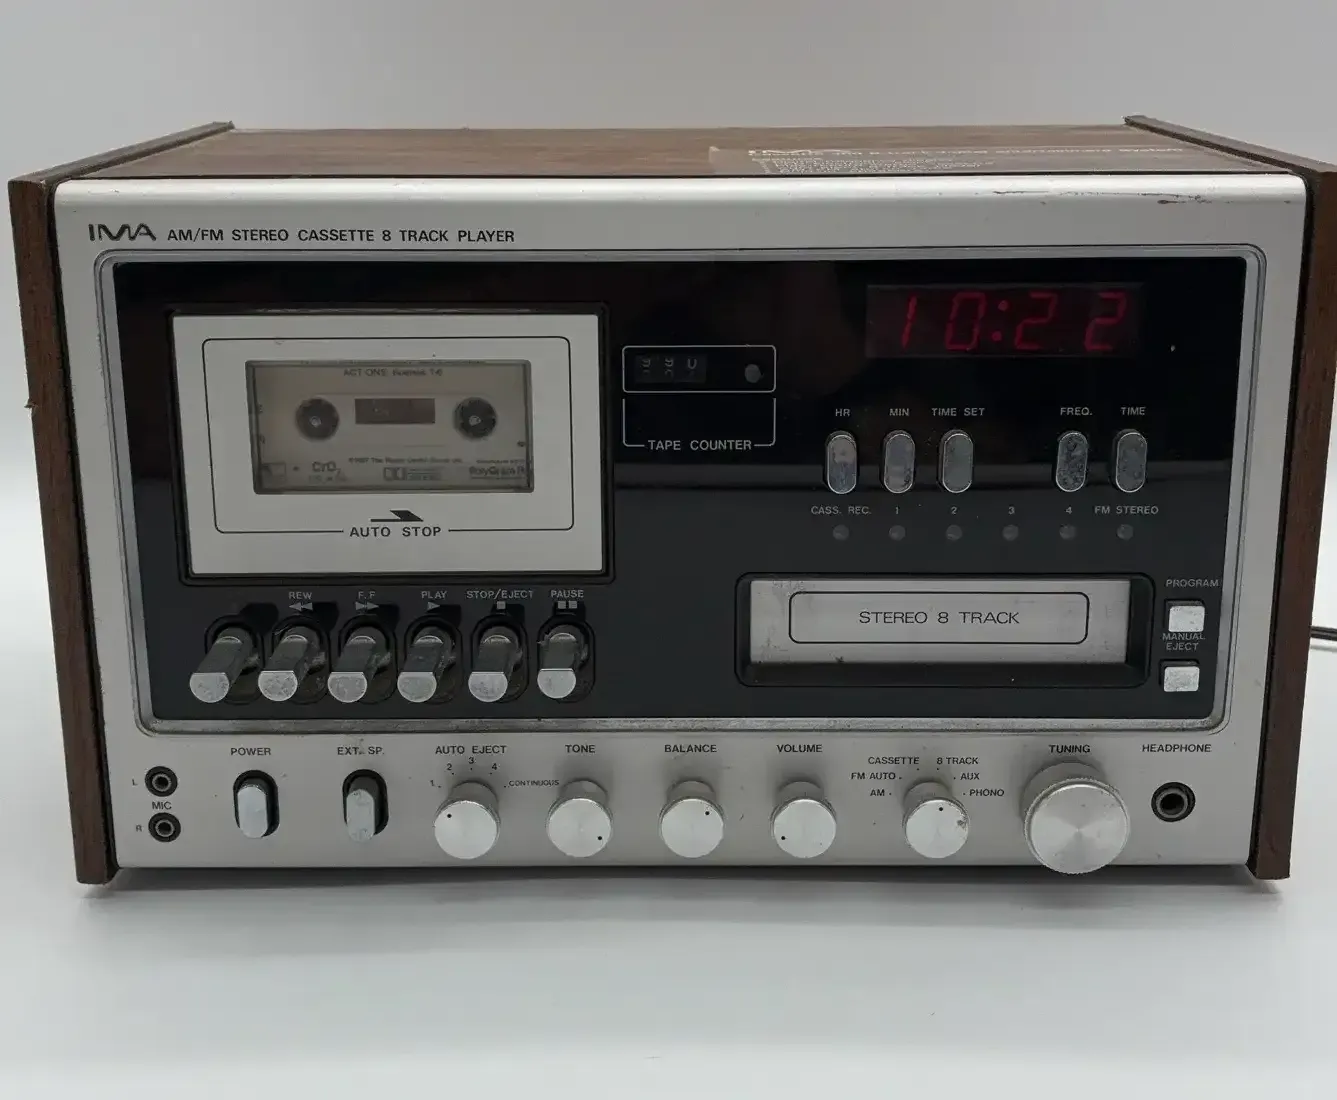 IMA AM/FM STEREO CASSETTE 8 TRACK PLAYER
10:22
ACT ONE
CrO2
AUTO STOP
TAPE COUNTER
HR MIN TIME SET FREQ. TIME
CASS. REC. 1 2 3 4 FM STEREO
REW F.F PLAY STOP/EJECT PAUSE
STEREO 8 TRACK
PROGRAM
MANUAL
EJECT
POWER EXT. SP. AUTO EJECT TONE BALANCE VOLUME TUNING HEADPHONE
1 2 3 4 CONTINUOUS
CASSETTE 8 TRACK
FM AUTO AUX
AM PHONO
L
MIC
R